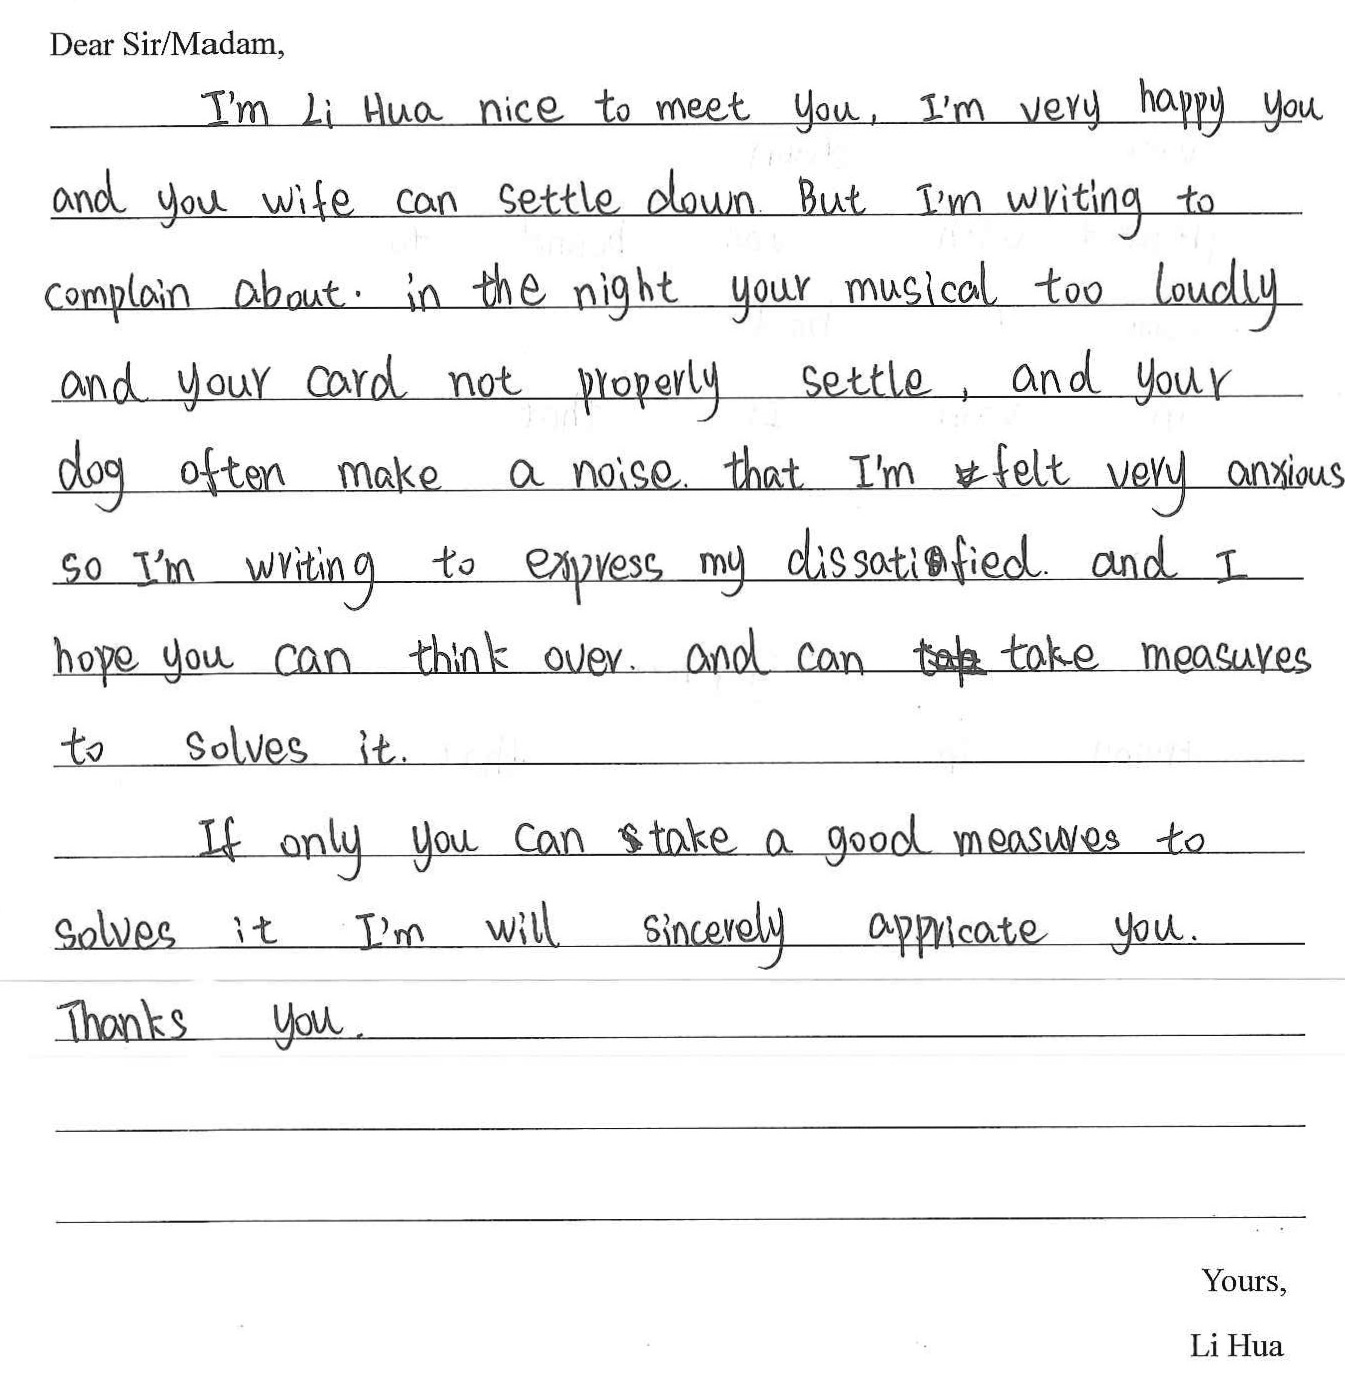 Dear Sir/Madam,
I'm Li Hua nice to meet you, I'm very happy you
and you wife can settle down. But I'm writing to
complain about. in the night your musical too loudly
and your card not properly settle, and your
dog often make a noise. that I'm felt very anxious
so I'm writing to express my dissatisfied. and I
hope you can think over. and can take measures
to solves it.
If only you can take a good measures to
solves it I'm will sincerely appricate you.
Thanks you.
Yours,
Li Hua